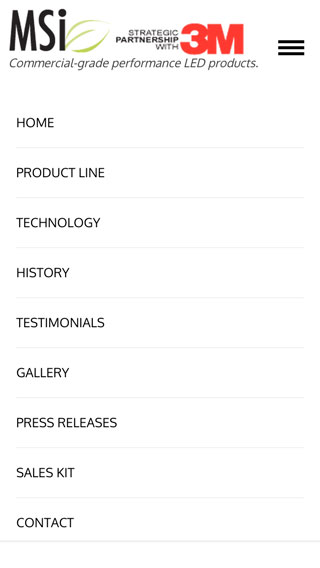 MSi
STRATEGIC
PARTNERSHIP
WITH
3M
Commercial-grade performance LED products.
HOME
PRODUCT LINE
TECHNOLOGY
HISTORY
TESTIMONIALS
GALLERY
PRESS RELEASES
SALES KIT
CONTACT